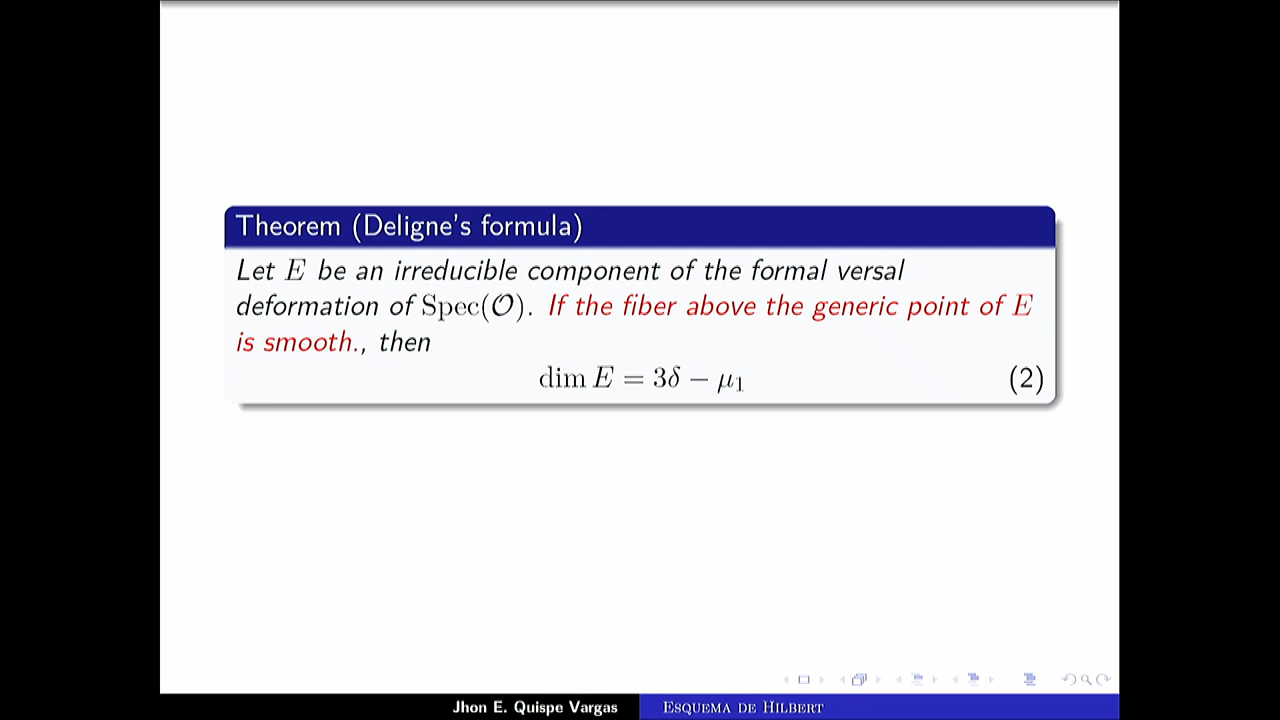 Theorem (Deligne's formula)
Let E be an irreducible component of the formal versal
deformation of Spec(𝒪). If the fiber above the generic point of E
is smooth., then
dim E = 3δ − μ₁ (2)
Jhon E. Quispe Vargas Esquema de Hilbert